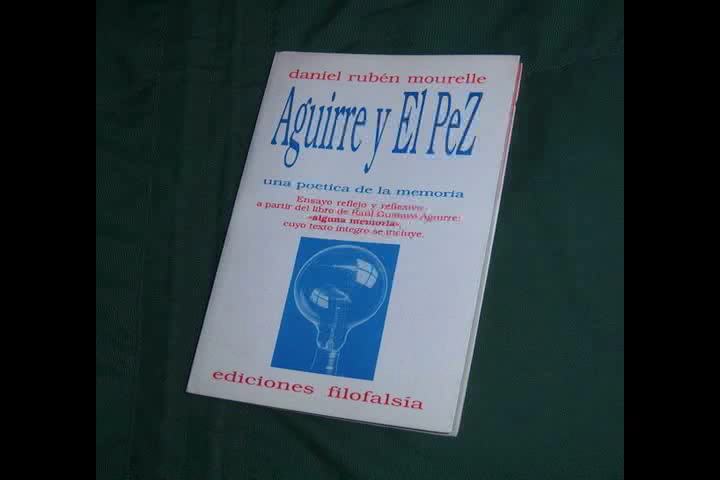 daniel rubén mourelle
Aguirre y El PeZ
una poetica de la memoria
Ensayo reflejo y reflexivo
a partir del libro de Raúl Gustavo Aguirre:
«alguna memoria»,
cuyo texto íntegro se incluye.
ediciones filofalsía